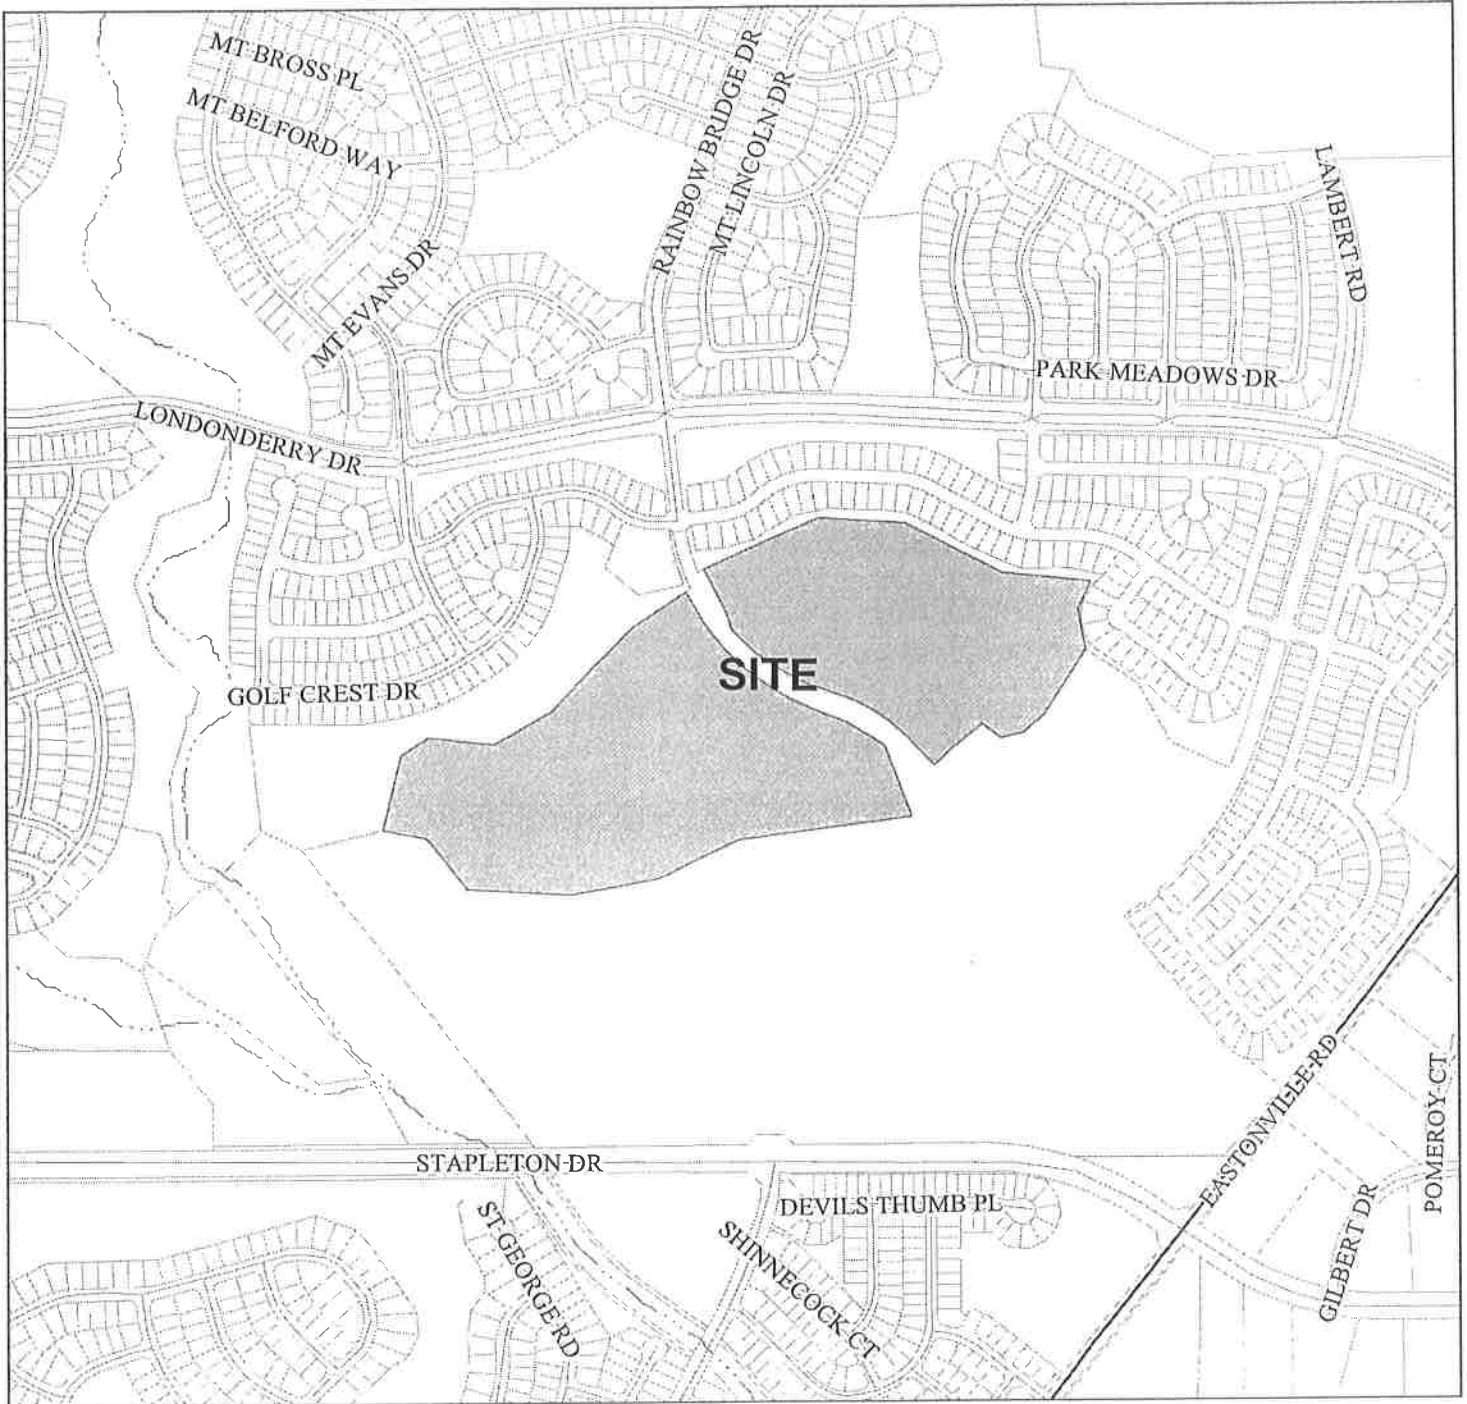 MT BROSS PL
MT BELFORD WAY
RAINBOW BRIDGE DR
MT LINCOLN DR
LAMBERT RD
MT EVANS DR
PARK MEADOWS DR
LONDONDERRY DR
SITE
GOLF CREST DR
EASTONVILLE RD
POMEROY CT
STAPLETON DR
DEVILS THUMB PL
ST GEORGE RD
SHINNECOCK CT
GILBERT DR